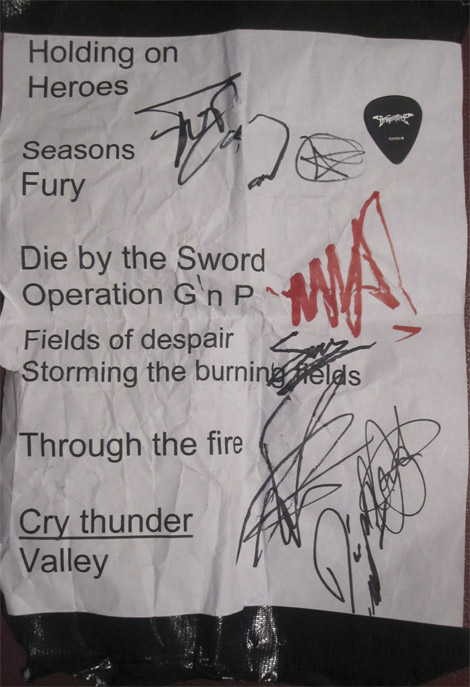 Holding on
Heroes
Seasons
Fury
Die by the Sword
Operation G'n P
Fields of despair
Storming the burning fields
Through the fire
Cry thunder
Valley